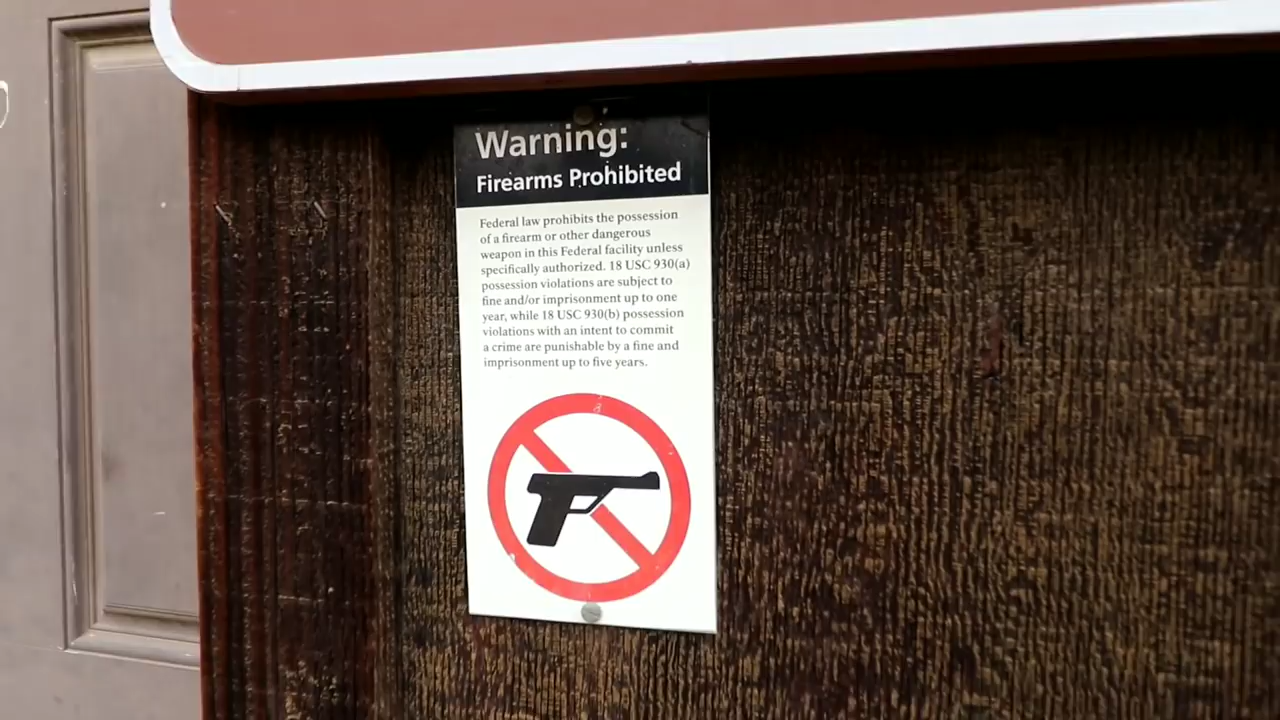 Warning:
Firearms Prohibited
Federal law prohibits the possession
of a firearm or other dangerous
weapon in this Federal facility unless
specifically authorized. 18 USC 930(a)
possession violations are subject to
fine and/or imprisonment up to one
year, while 18 USC 930(b) possession
violations with an intent to commit
a crime are punishable by a fine and
imprisonment up to five years.